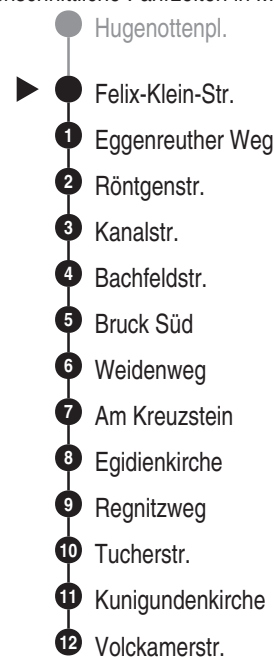 Hugenottenpl.
Felix-Klein-Str.
1 Eggenreuther Weg
2 Röntgenstr.
3 Kanalstr.
4 Bachfeldstr.
5 Bruck Süd
6 Weidenweg
7 Am Kreuzstein
8 Egidienkirche
9 Regnitzweg
10 Tucherstr.
11 Kunigundenkirche
12 Volckamerstr.